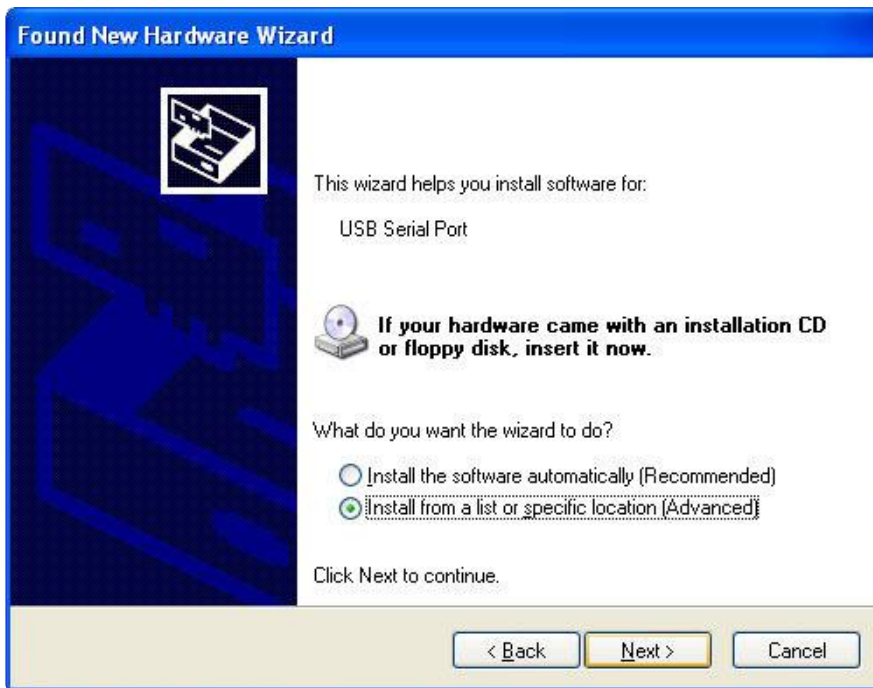 Found New Hardware Wizard
This wizard helps you install software for:
USB Serial Port
If your hardware came with an installation CD
or floppy disk, insert it now.
What do you want the wizard to do?
Install the software automatically (Recommended)
Install from a list or specific location (Advanced)
Click Next to continue.
< Back
Next >
Cancel